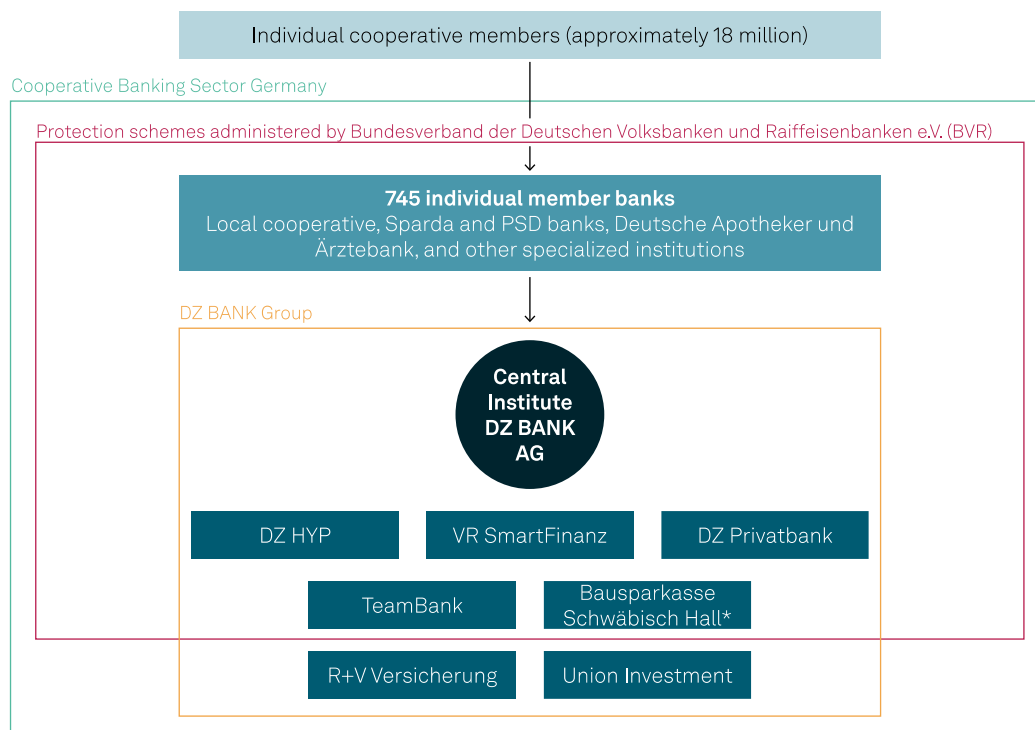 Individual cooperative members (approximately 18 million)
Cooperative Banking Sector Germany
Protection schemes administered by Bundesverband der Deutschen Volksbanken und Raiffeisenbanken e.V. (BVR)
745 individual member banks
Local cooperative, Sparda and PSD banks, Deutsche Apotheker und
Ärztebank, and other specialized institutions
DZ BANK Group
Central
Institute
DZ BANK
AG
DZ HYP
VR SmartFinanz
DZ Privatbank
TeamBank
Bausparkasse
Schwäbisch Hall*
R+V Versicherung
Union Investment